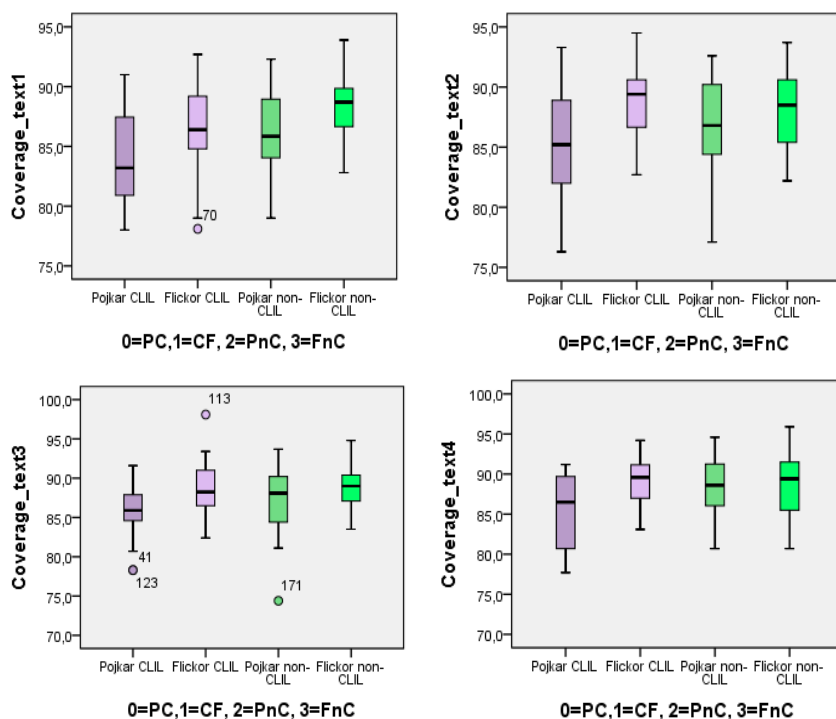 95,0
90,0
85,0
80,0
75,0
Coverage_text1
70
Pojkar CLIL
Flickor CLIL
Pojkar non-
CLIL
Flickor non-
CLIL
0=PC,1=CF, 2=PnC, 3=FnC
95,0
90,0
85,0
80,0
75,0
Coverage_text2
Pojkar CLIL
Flickor CLIL
Pojkar non-
CLIL
Flickor non-
CLIL
0=PC,1=CF, 2=PnC, 3=FnC
100,0
95,0
90,0
85,0
80,0
75,0
70,0
Coverage_text3
113
41
123
171
Pojkar CLIL
Flickor CLIL
Pojkar non-
CLIL
Flickor non-
CLIL
0=PC,1=CF, 2=PnC, 3=FnC
100,0
95,0
90,0
85,0
80,0
75,0
70,0
Coverage_text4
Pojkar CLIL
Flickor CLIL
Pojkar non-
CLIL
Flickor non-
CLIL
0=PC,1=CF, 2=PnC, 3=FnC